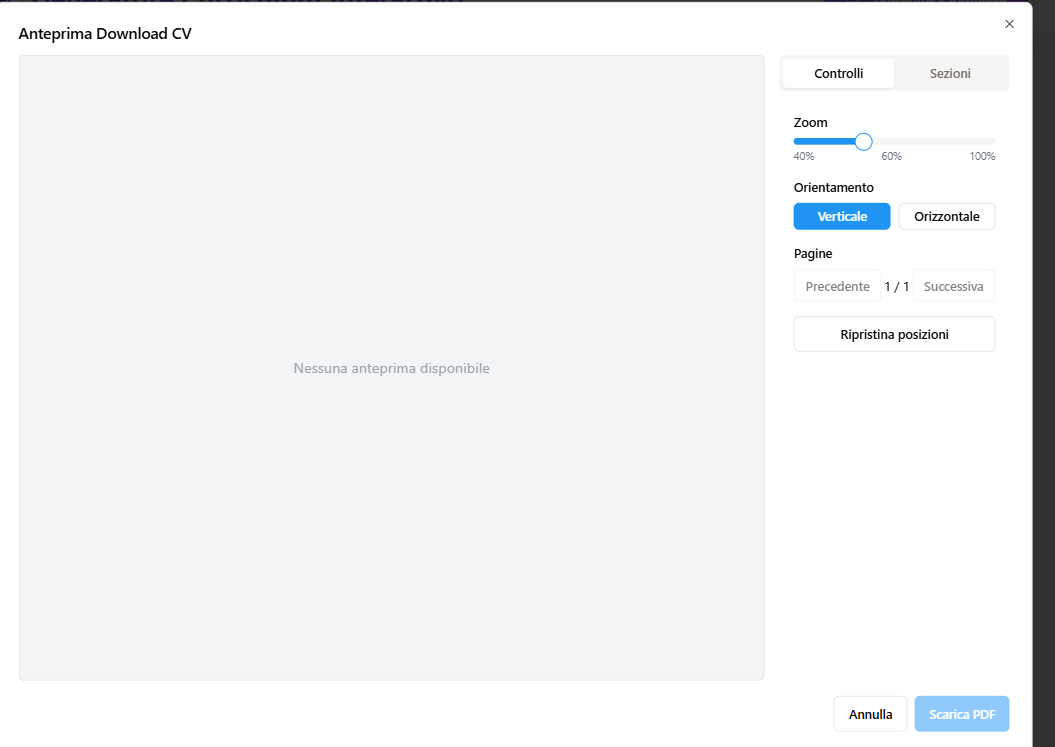 Anteprima Download CV
Controlli
Sezioni
Zoom
40%
60%
100%
Orientamento
Verticale
Orizzontale
Pagine
Precedente
1 / 1
Successiva
Ripristina posizioni
Nessuna anteprima disponibile
Annulla
Scarica PDF